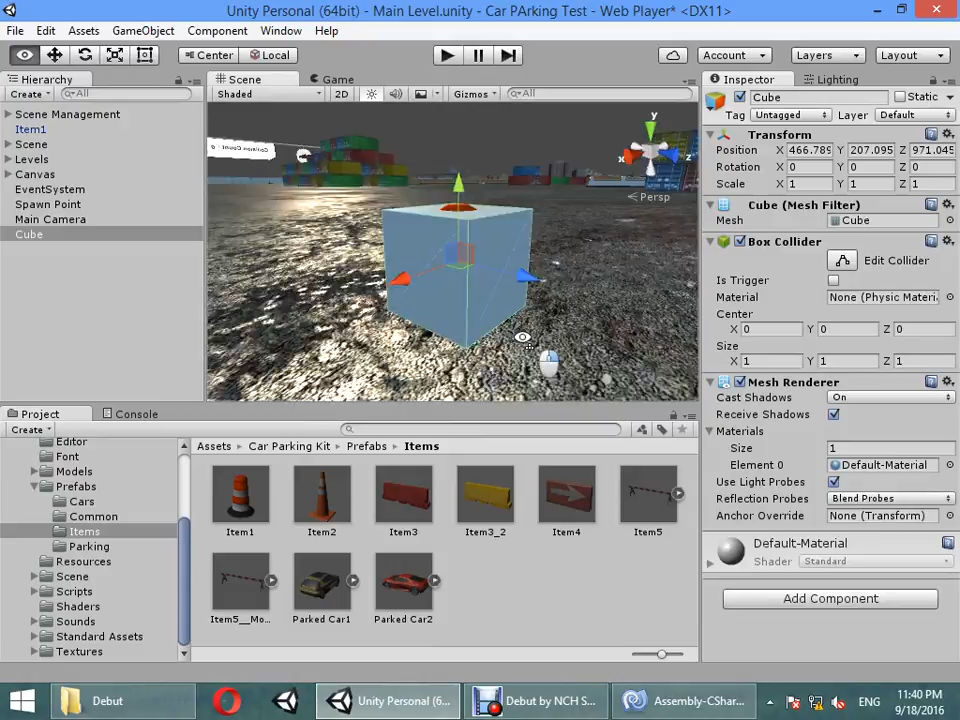 Unity Personal (64bit) - Main Level.unity - Car PArking Test - Web Player* <DX11>
File Edit Assets GameObject Component Window Help
Center Local Account Layers Layout
Hierarchy Scene Game Inspector Lighting
Create All Shaded 2D Gizmos All Cube Static
Tag Untagged Layer Default
Scene Management
Item1
Scene
Levels
Canvas
EventSystem
Spawn Point
Main Camera
Cube
y
x
z
Persp
Transform
Position X 466.789 Y 207.095 Z 971.045
Rotation X 0 Y 0 Z 0
Scale X 1 Y 1 Z 1
Cube (Mesh Filter)
Mesh Cube
Box Collider
Edit Collider
Is Trigger
Material None (Physic Materi
Center
X 0 Y 0 Z 0
Size
X 1 Y 1 Z 1
Mesh Renderer
Cast Shadows On
Receive Shadows
Materials
Size 1
Element 0 Default-Material
Use Light Probes
Reflection Probes Blend Probes
Anchor Override None (Transform)
Default-Material
Shader Standard
Add Component
Project Console
Create
Editor
Font
Models
Prefabs
Cars
Common
Items
Parking
Resources
Scene
Scripts
Shaders
Sounds
Standard Assets
Textures
Assets Car Parking Kit Prefabs Items
Item1 Item2 Item3 Item3_2 Item4 Item5
Item5__Mo... Parked Car1 Parked Car2
Debut Unity Personal (6... Debut by NCH S... Assembly-CShar...
ENG
11:40 PM
9/18/2016